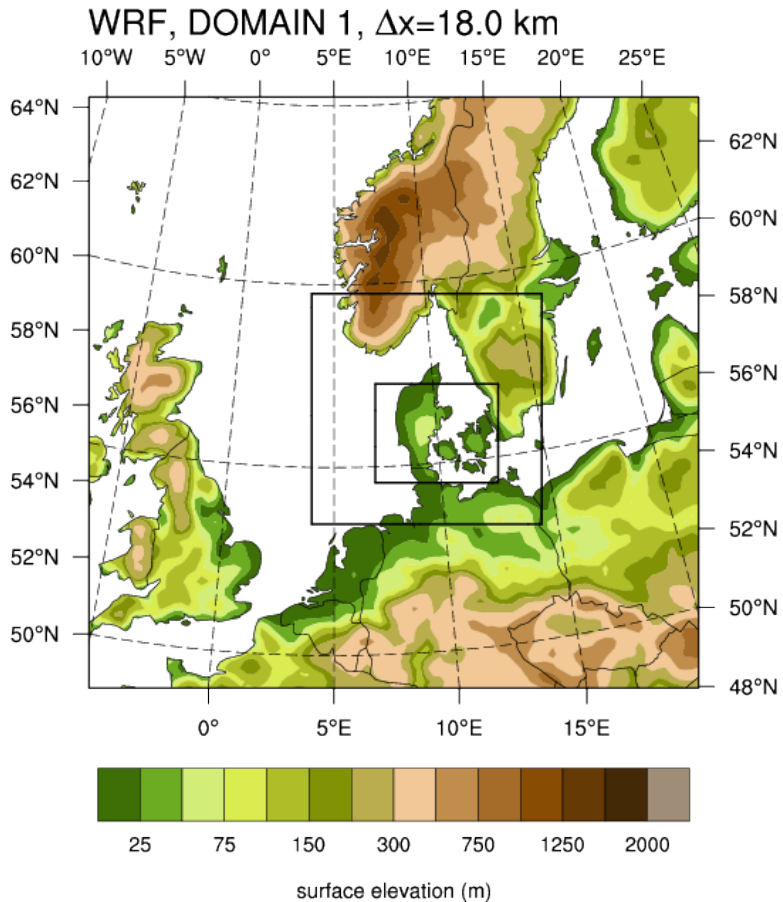 WRF, DOMAIN 1, Δx=18.0 km
10°W 5°W 0° 5°E 10°E 15°E 20°E 25°E
64°N
62°N
62°N
60°N
60°N
58°N
58°N
56°N
56°N
54°N
54°N
52°N
52°N
50°N
50°N
48°N
0° 5°E 10°E 15°E
25 75 150 300 750 1250 2000
surface elevation (m)